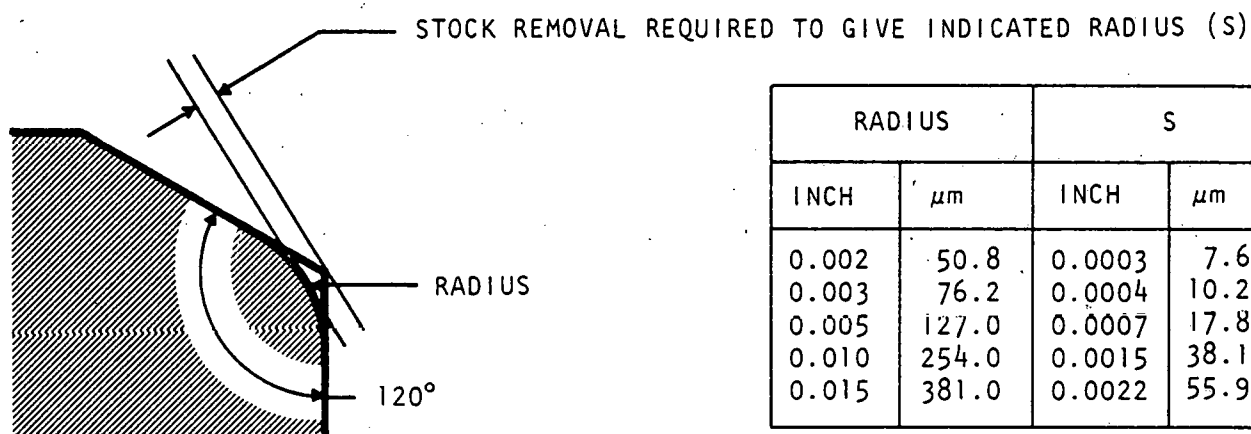 STOCK REMOVAL REQUIRED TO GIVE INDICATED RADIUS (S)
RADIUS S
INCH μm INCH μm
0.002 50.8 0.0003 7.6
0.003 76.2 0.0004 10.2
0.005 127.0 0.0007 17.8
0.010 254.0 0.0015 38.1
0.015 381.0 0.0022 55.9
RADIUS
120°